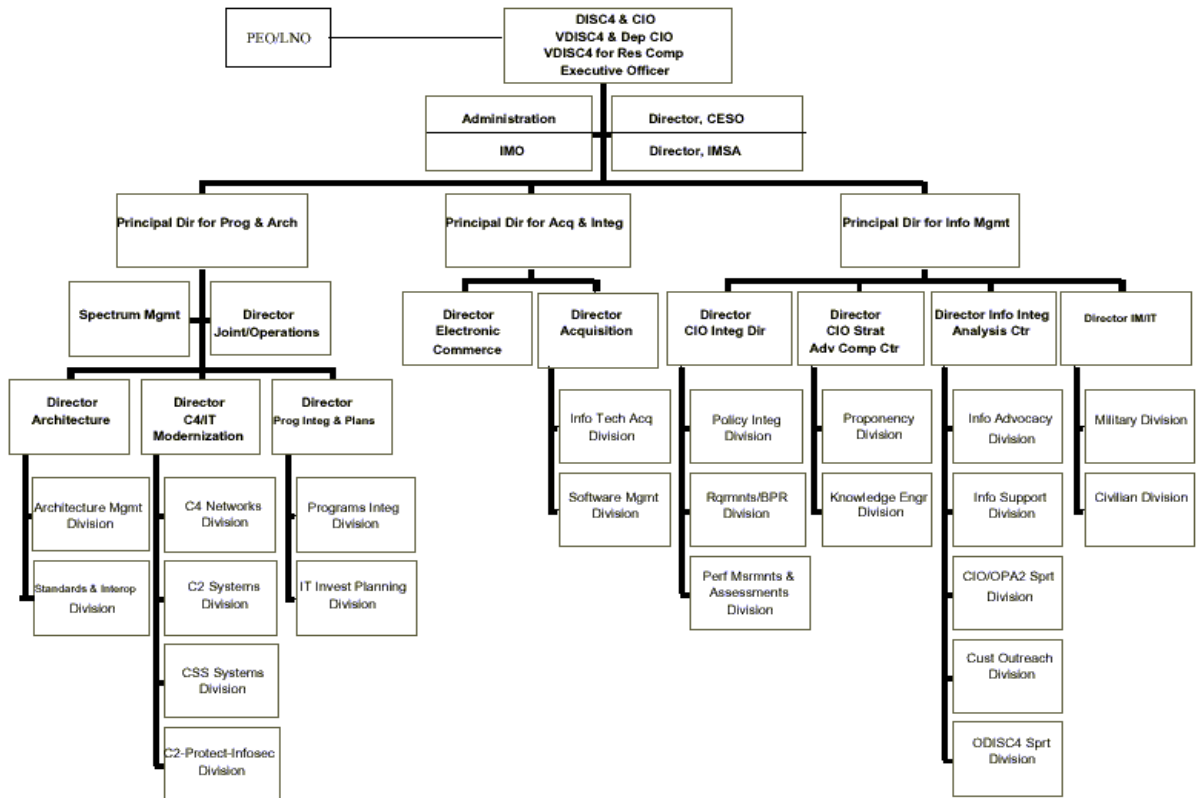 DISC4 & CIO
VDISC4 & Dep CIO
VDISC4 for Res Comp
Executive Officer
PEO/LNO
Administration
IMO
Director, CESO
Director, IMSA
Principal Dir for Prog & Arch
Principal Dir for Acq & Integ
Principal Dir for Info Mgmt
Spectrum Mgmt
Director
Joint/Operations
Director
Electronic
Commerce
Director
Acquisition
Director
CIO Integ Dir
Director
CIO Strat
Adv Comp Ctr
Director Info Integ
Analysis Ctr
Director IM/IT
Director
Architecture
Director
C4/IT
Modernization
Director
Prog Integ & Plans
Info Tech Acq
Division
Software Mgmt
Division
Policy Integ
Division
Rqrmnts/BPR
Division
Perf Msrmnts &
Assessments
Division
Proponency
Division
Knowledge Engr
Division
Info Advocacy
Division
Info Support
Division
CIO/OPA2 Sprt
Division
Cust Outreach
Division
ODISC4 Sprt
Division
Military Division
Civilian Division
Architecture Mgmt
Division
Standards & Interop
Division
C4 Networks
Division
C2 Systems
Division
CSS Systems
Division
C2-Protect-Infosec
Division
Programs Integ
Division
IT Invest Planning
Division